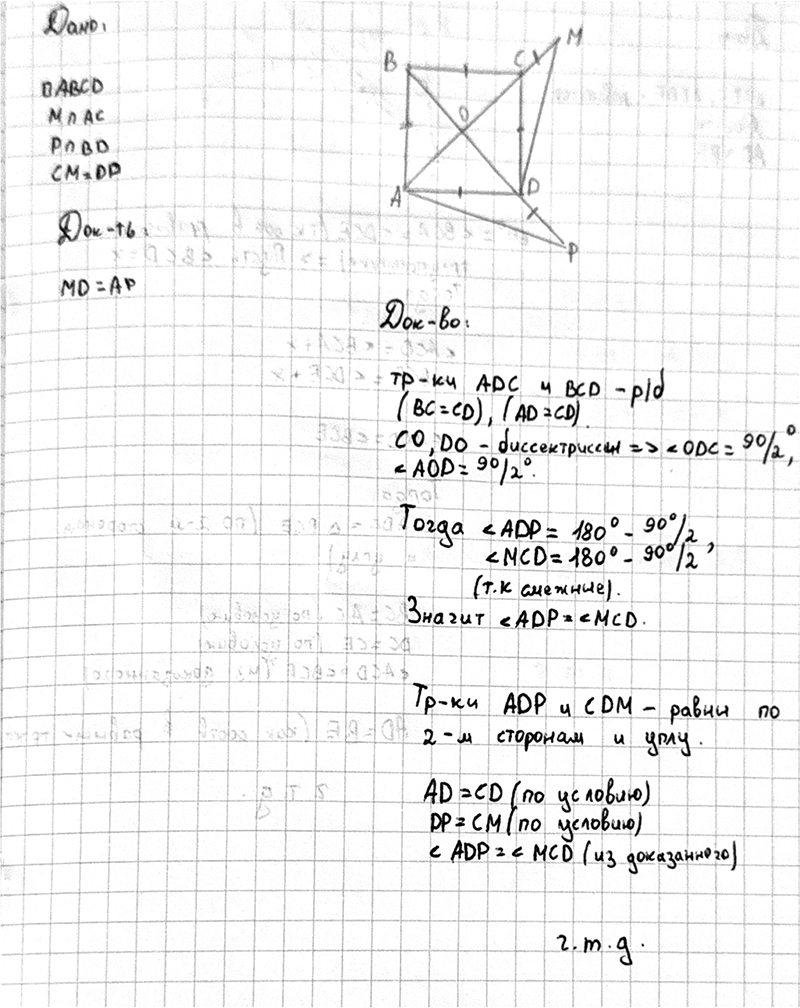 Дано:
□ABCD
M∩AC
P∩BD
CM=DP
Док-ть:
MD=AP
B
C
M
O
A
D
P
Док-во:
тр-ки ADC и BCD – р/б
(BC=CD), (AD=CD).
CO, DO – биссектриссы => <ODC = 90/2°,
<AOD = 90/2°.
Тогда <ADP = 180° - 90°/2,
<MCD = 180° - 90°/2
(т.к смежные).
Значит <ADP = <MCD.
Тр-ки ADP и CDM – равны по
2-м сторонам и углу.
AD = CD (по условию)
DP = CM (по условию)
< ADP = < MCD (из доказанного)
ч.т.д.